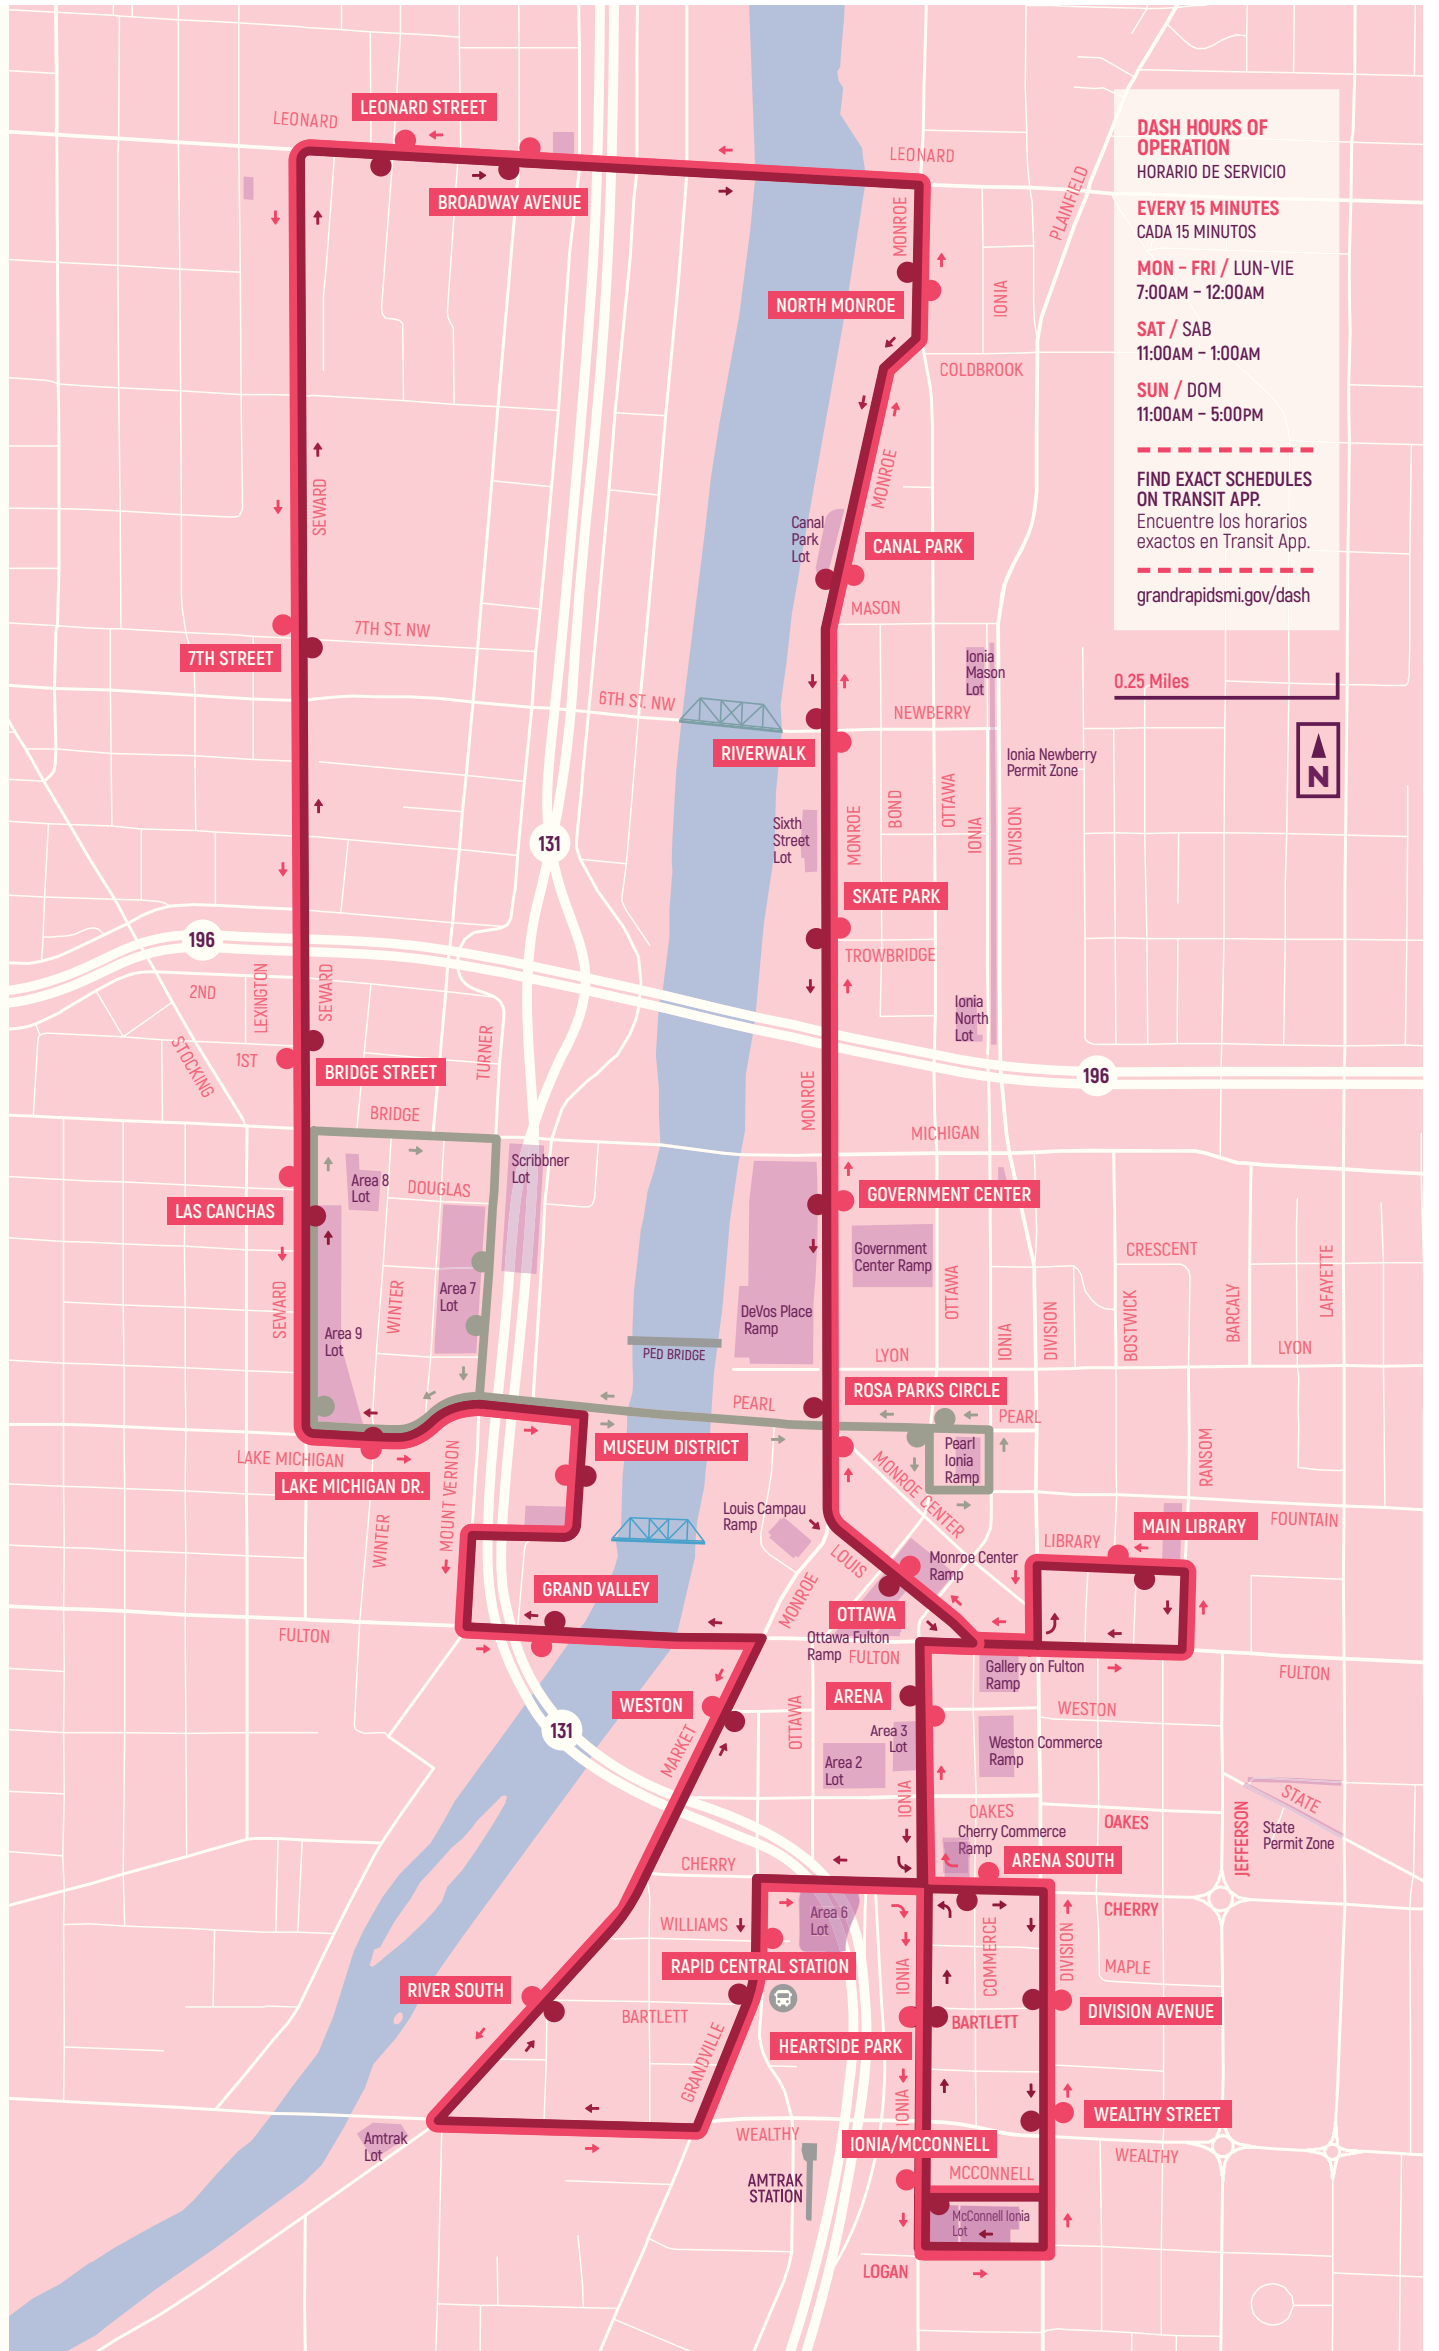 LEONARD STREET
LEONARD
BROADWAY AVENUE
LEONARD
MONROE
NORTH MONROE
IONIA
PLAINFIELD
COLDBROOK
DASH HOURS OF
OPERATION
HORARIO DE SERVICIO
EVERY 15 MINUTES
CADA 15 MINUTOS
MON – FRI / LUN-VIE
7:00AM – 12:00AM
SAT / SAB
11:00AM – 1:00AM
SUN / DOM
11:00AM – 5:00PM
FIND EXACT SCHEDULES
ON TRANSIT APP.
Encuentre los horarios
exactos en Transit App.
grandrapidsmi.gov/dash
0.25 Miles
N
SEWARD
MONROE
Canal
Park
Lot
CANAL PARK
MASON
7TH STREET
7TH ST. NW
6TH ST. NW
Ionia
Mason
Lot
NEWBERRY
RIVERWALK
Ionia Newberry
Permit Zone
131
Sixth
Street
Lot
MONROE
BOND
OTTAWA
IONIA
DIVISION
SKATE PARK
TROWBRIDGE
196
2ND
LEXINGTON
SEWARD
STOCKING
1ST
TURNER
BRIDGE STREET
Ionia
North
Lot
196
MONROE
BRIDGE
MICHIGAN
Scribbner
Lot
Area 8
Lot
DOUGLAS
LAS CANCHAS
GOVERNMENT CENTER
Government
Center Ramp
CRESCENT
LAFAYETTE
SEWARD
WINTER
Area 7
Lot
Area 9
Lot
DeVos Place
Ramp
OTTAWA
IONIA
DIVISION
BOSTWICK
BARCALY
LYON
LYON
PED BRIDGE
ROSA PARKS CIRCLE
PEARL
PEARL
LAKE MICHIGAN
LAKE MICHIGAN DR.
MOUNT VERNON
MUSEUM DISTRICT
Pearl
Ionia
Ramp
MONROE CENTER
RANSOM
Louis Campau
Ramp
WINTER
LOUIS
LIBRARY
MAIN LIBRARY
FOUNTAIN
Monroe Center
Ramp
GRAND VALLEY
MONROE
OTTAWA
FULTON
Ottawa Fulton
Ramp
FULTON
Gallery on Fulton
Ramp
FULTON
WESTON
ARENA
WESTON
131
MARKET
OTTAWA
Area 3
Lot
Area 2
Lot
Weston Commerce
Ramp
IONIA
OAKES
OAKES
STATE
State
Permit Zone
JEFFERSON
Cherry Commerce
Ramp
ARENA SOUTH
CHERRY
CHERRY
Area 6
Lot
WILLIAMS
RAPID CENTRAL STATION
IONIA
COMMERCE
DIVISION
MAPLE
RIVER SOUTH
BARTLETT
BARTLETT
DIVISION AVENUE
HEARTSIDE PARK
GRANDVILLE
IONIA
WEALTHY STREET
WEALTHY
IONIA/MCCONNELL
WEALTHY
Amtrak
Lot
AMTRAK
STATION
MCCONNELL
McConnell Ionia
Lot
LOGAN